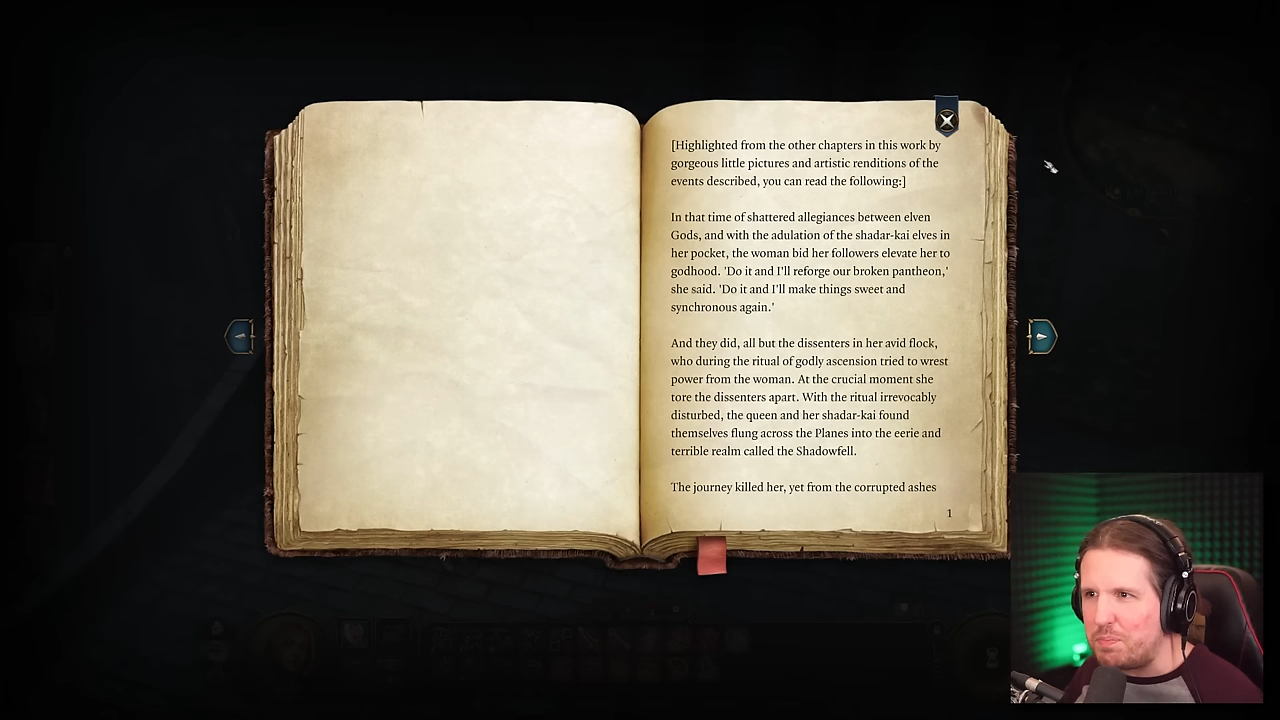 [Highlighted from the other chapters in this work by
gorgeous little pictures and artistic renditions of the
events described, you can read the following:]
In that time of shattered allegiances between elven
Gods, and with the adulation of the shadar-kai elves in
her pocket, the woman bid her followers elevate her to
godhood. 'Do it and I'll reforge our broken pantheon,'
she said. 'Do it and I'll make things sweet and
synchronous again.'
And they did, all but the dissenters in her avid flock,
who during the ritual of godly ascension tried to wrest
power from the woman. At the crucial moment she
tore the dissenters apart. With the ritual irrevocably
disturbed, the queen and her shadar-kai found
themselves flung across the Planes into the eerie and
terrible realm called the Shadowfell.
The journey killed her, yet from the corrupted ashes
1